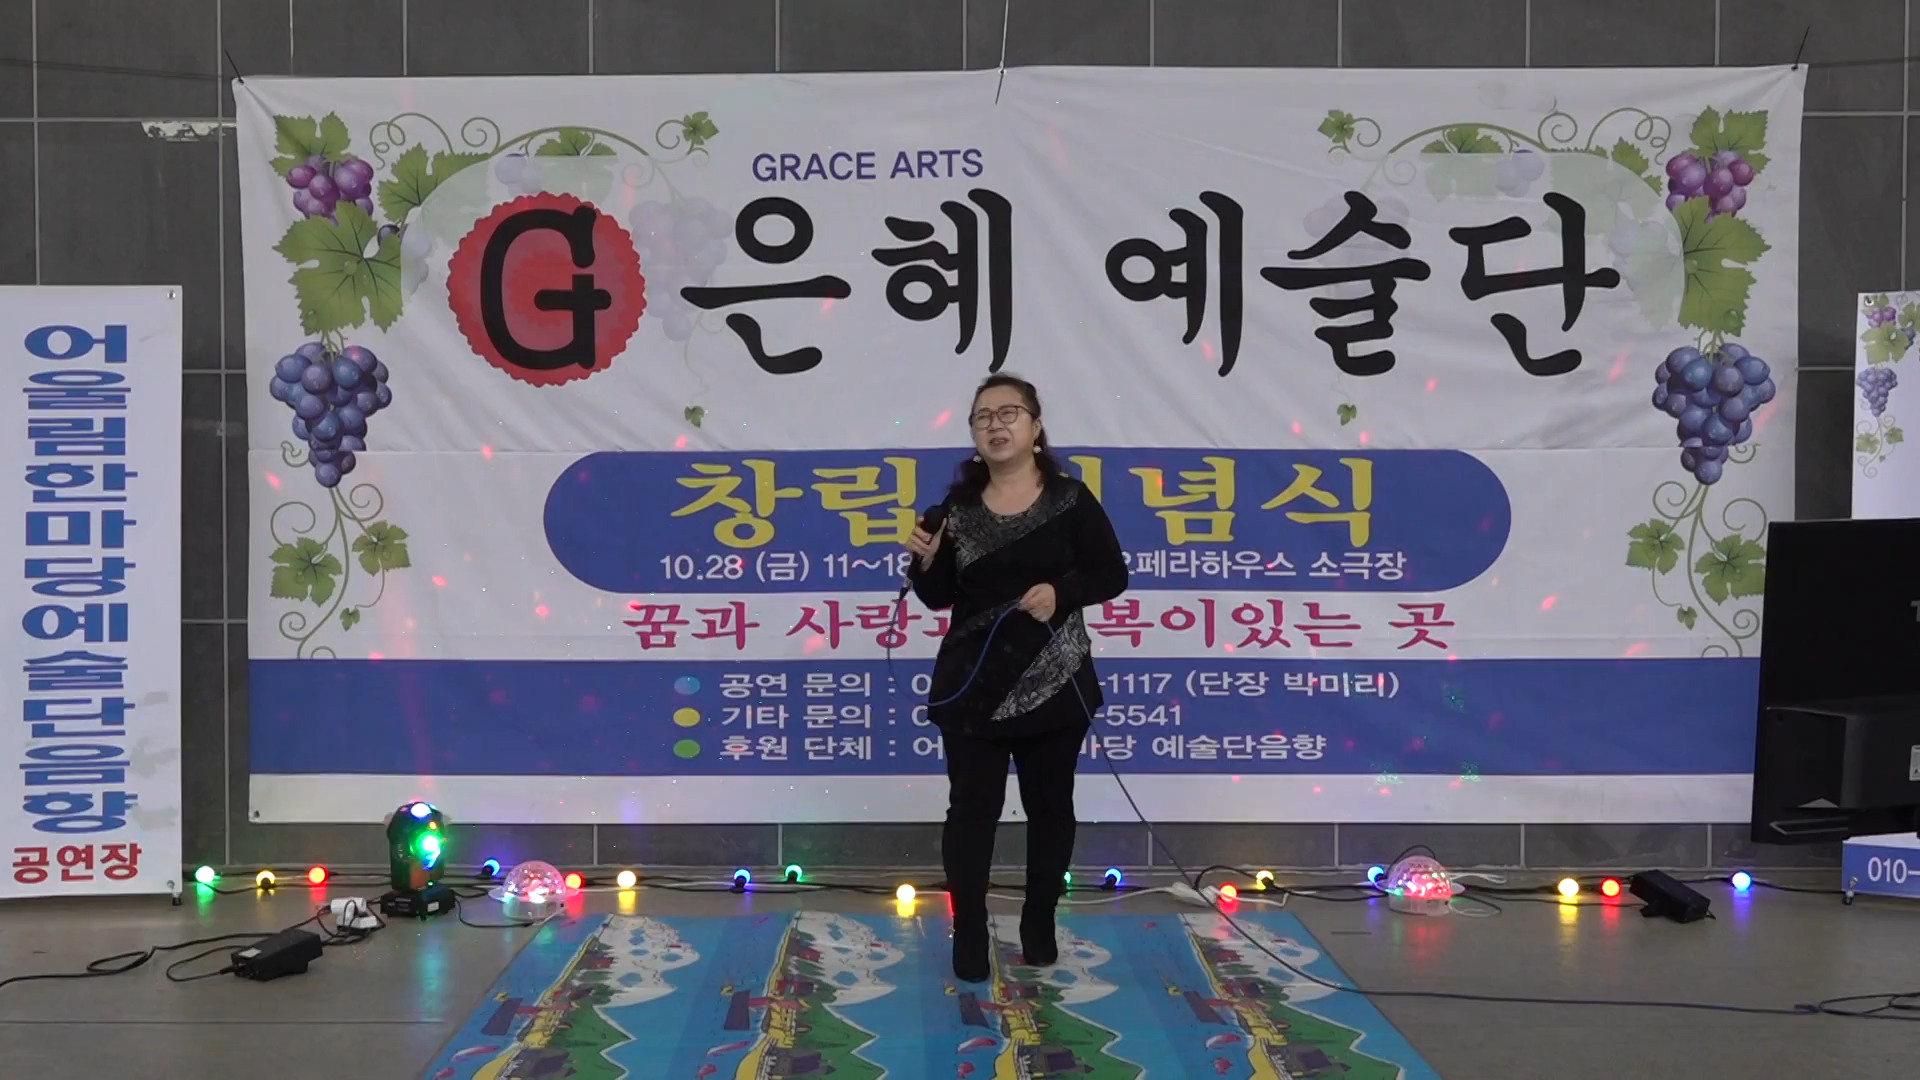 GRACE ARTS
G 은혜 예술단
창립 념식
10.28 (금) 11~18 페라하우스 소극장
꿈과 사랑 복이있는 곳
공연 문의 : 0 -1117 (단장 박미리)
기타 문의 : 0 -5541
후원 단체 : 어 마당 예술단음향
어울림한마당예술단음향
공연장
010-